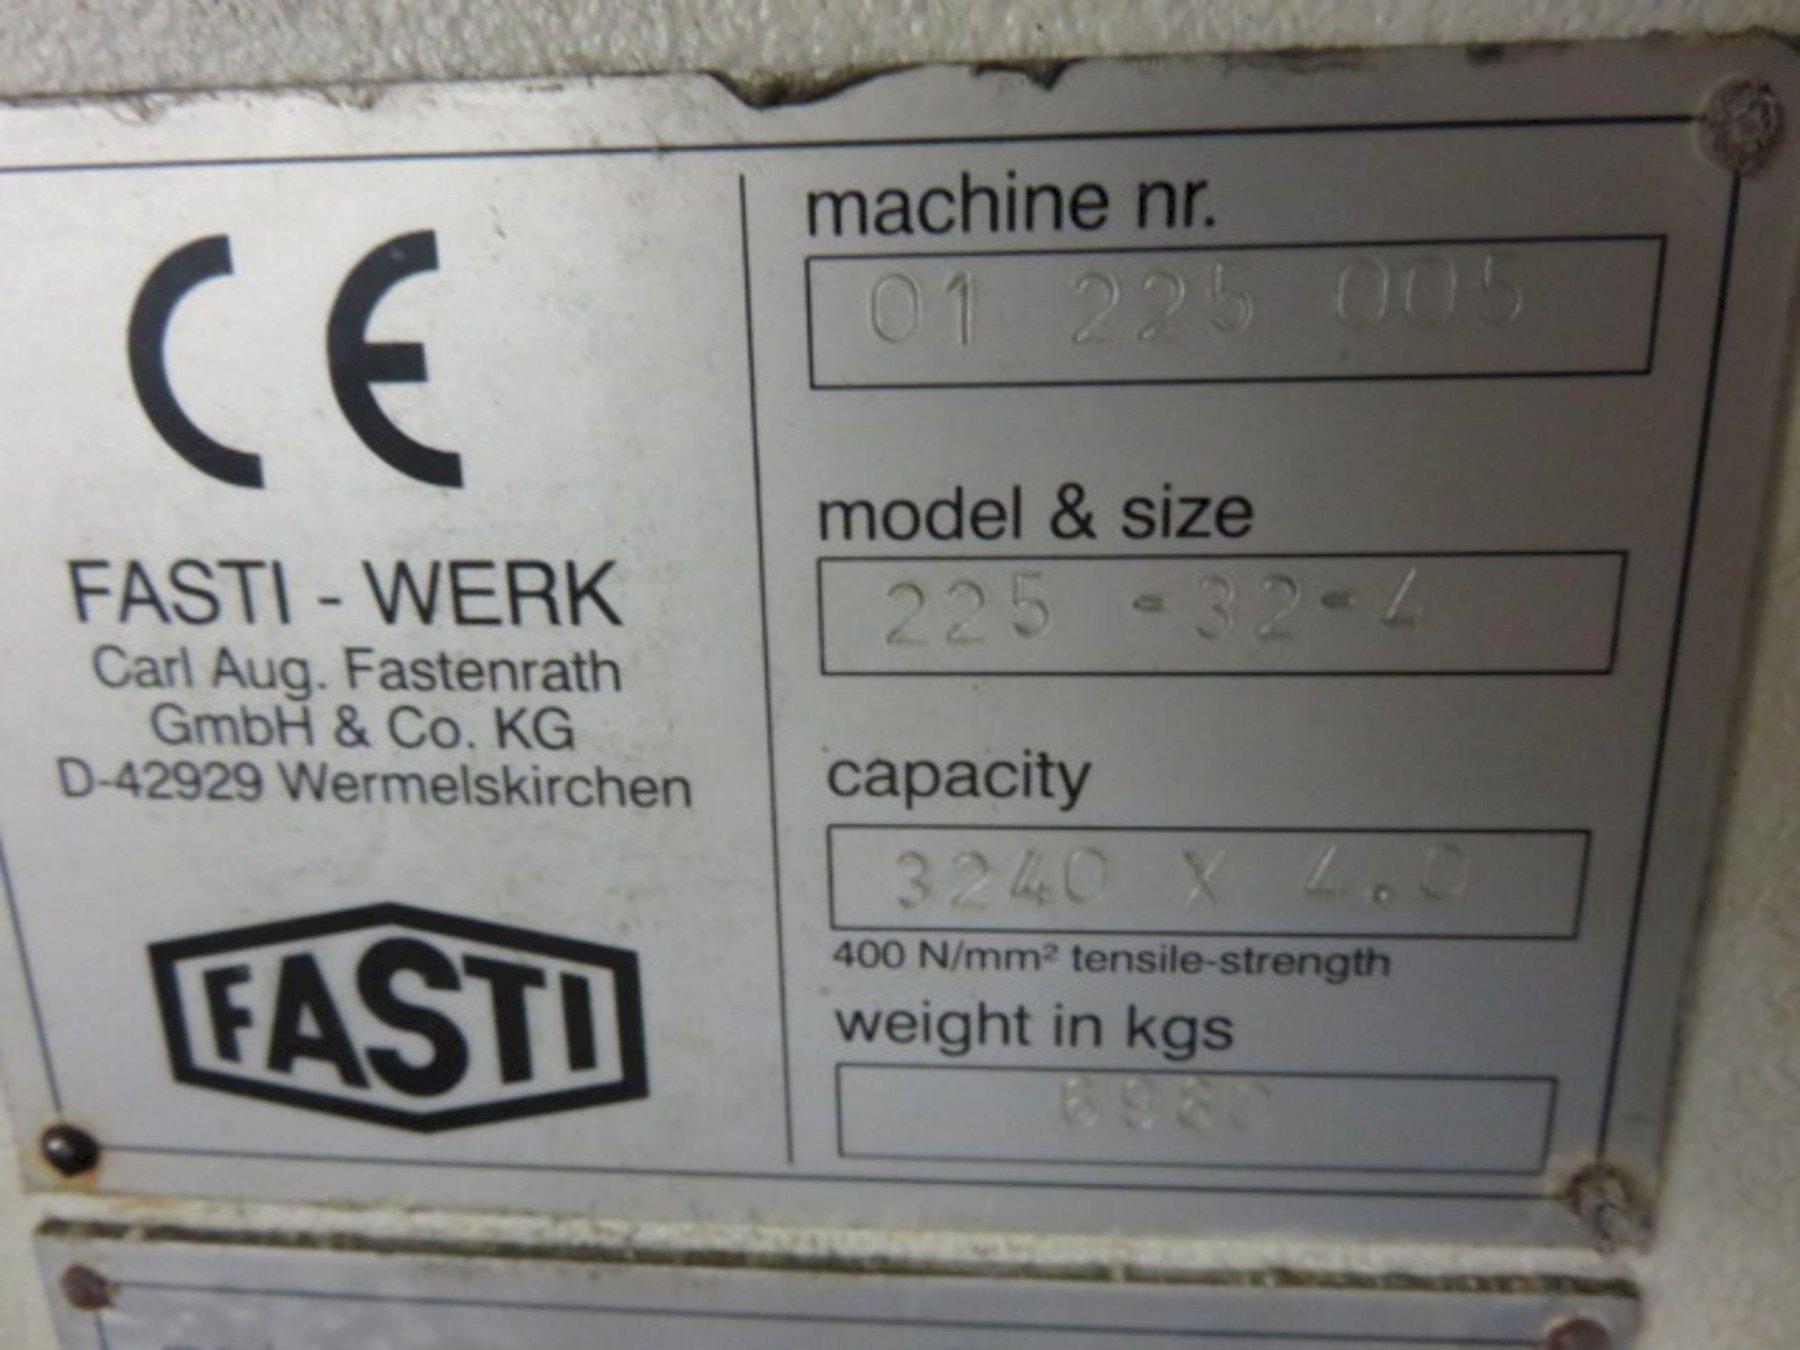 CE
FASTI - WERK
Carl Aug. Fastenrath
GmbH & Co. KG
D-42929 Wermelskirchen
FASTI
machine nr.
01 225 005
model & size
225 -32-4
capacity
3240 X 4.0
400 N/mm² tensile-strength
weight in kgs
6980